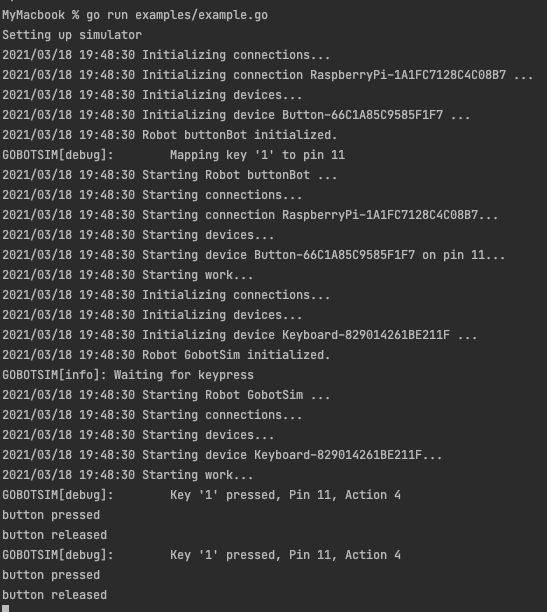 MyMacbook % go run examples/example.go
Setting up simulator
2021/03/18 19:48:30 Initializing connections...
2021/03/18 19:48:30 Initializing connection RaspberryPi-1A1FC7128C4C08B7 ...
2021/03/18 19:48:30 Initializing devices...
2021/03/18 19:48:30 Initializing device Button-66C1A85C9585F1F7 ...
2021/03/18 19:48:30 Robot buttonBot initialized.
GOBOTSIM[debug]:        Mapping key '1' to pin 11
2021/03/18 19:48:30 Starting Robot buttonBot ...
2021/03/18 19:48:30 Starting connections...
2021/03/18 19:48:30 Starting connection RaspberryPi-1A1FC7128C4C08B7...
2021/03/18 19:48:30 Starting devices...
2021/03/18 19:48:30 Starting device Button-66C1A85C9585F1F7 on pin 11...
2021/03/18 19:48:30 Starting work...
2021/03/18 19:48:30 Initializing connections...
2021/03/18 19:48:30 Initializing devices...
2021/03/18 19:48:30 Initializing device Keyboard-829014261BE211F ...
2021/03/18 19:48:30 Robot GobotSim initialized.
GOBOTSIM[info]: Waiting for keypress
2021/03/18 19:48:30 Starting Robot GobotSim ...
2021/03/18 19:48:30 Starting connections...
2021/03/18 19:48:30 Starting devices...
2021/03/18 19:48:30 Starting device Keyboard-829014261BE211F...
2021/03/18 19:48:30 Starting work...
GOBOTSIM[debug]:        Key '1' pressed, Pin 11, Action 4
button pressed
button released
GOBOTSIM[debug]:        Key '1' pressed, Pin 11, Action 4
button pressed
button released